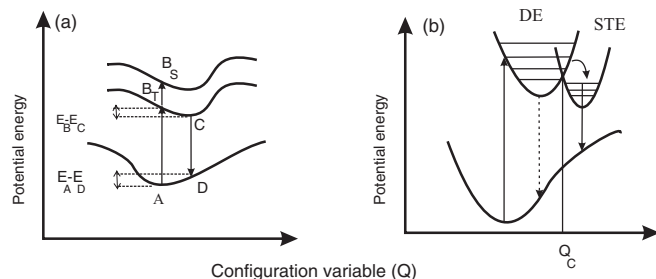 (a)
Potential energy
B
S
B
T
E-E
B C
C
E-E
A D
A
D
(b)
Potential energy
DE
STE
Q
C
Configuration variable (Q)